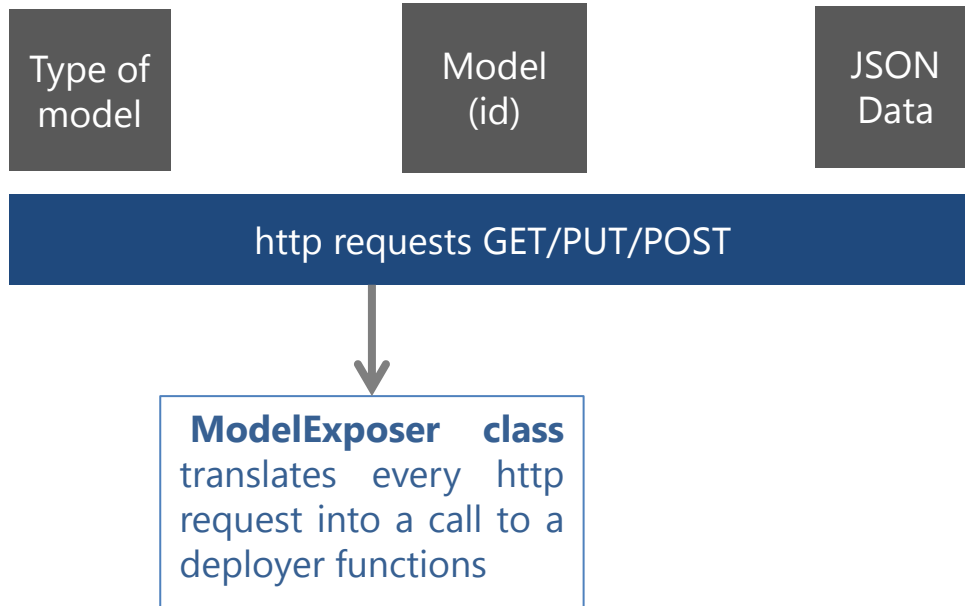 Type of
model
Model
(id)
JSON
Data
http requests GET/PUT/POST
ModelExposer class
translates every http
request into a call to a
deployer functions